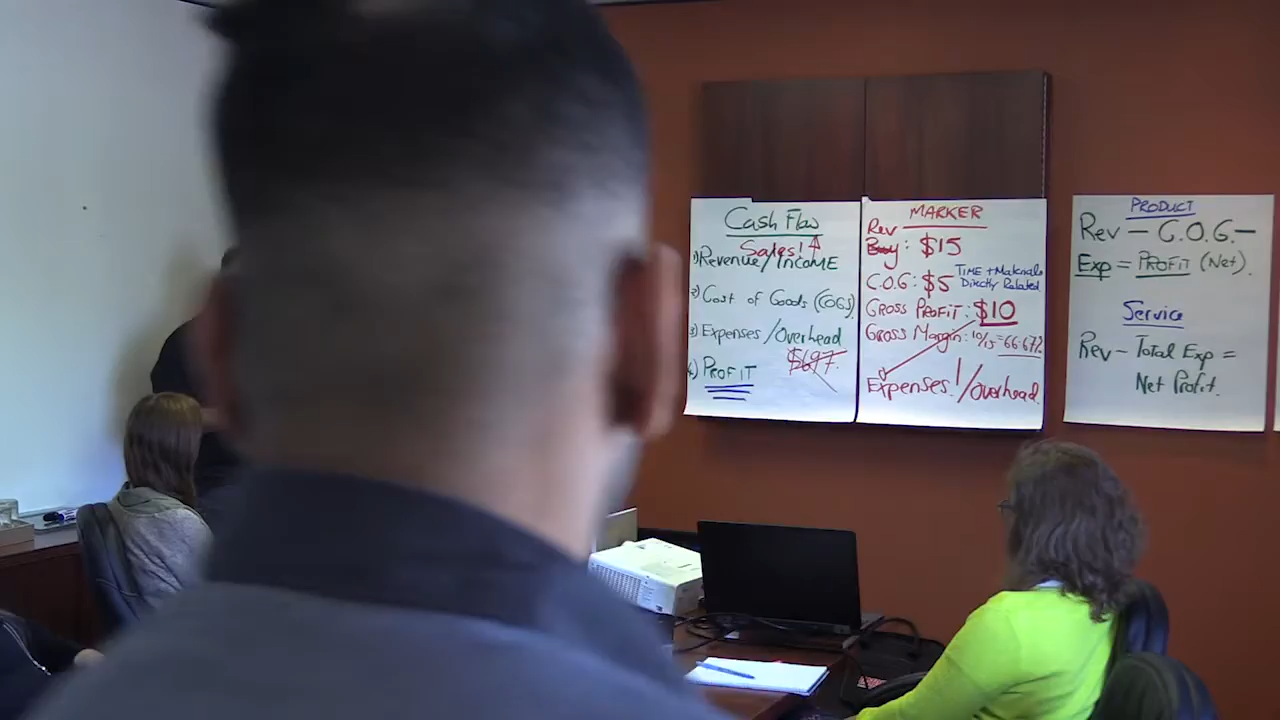 Cash Flow
Sales!
1) Revenue/INCOME
2) Cost of Goods (COGS)
3) Expenses/Overhead
$697.
4) PROFIT
MARKER
Rev
Buy: $15
C.O.G: $5 TIME + Materials
Directly Related
GROSS PROFIT: $10
Gross Margin: 10/15 = 66.67%
Expenses!/Overhead
PRODUCT
Rev - C.O.G. -
Exp = PROFIT (Net).
Service
Rev - Total Exp =
Net Profit.